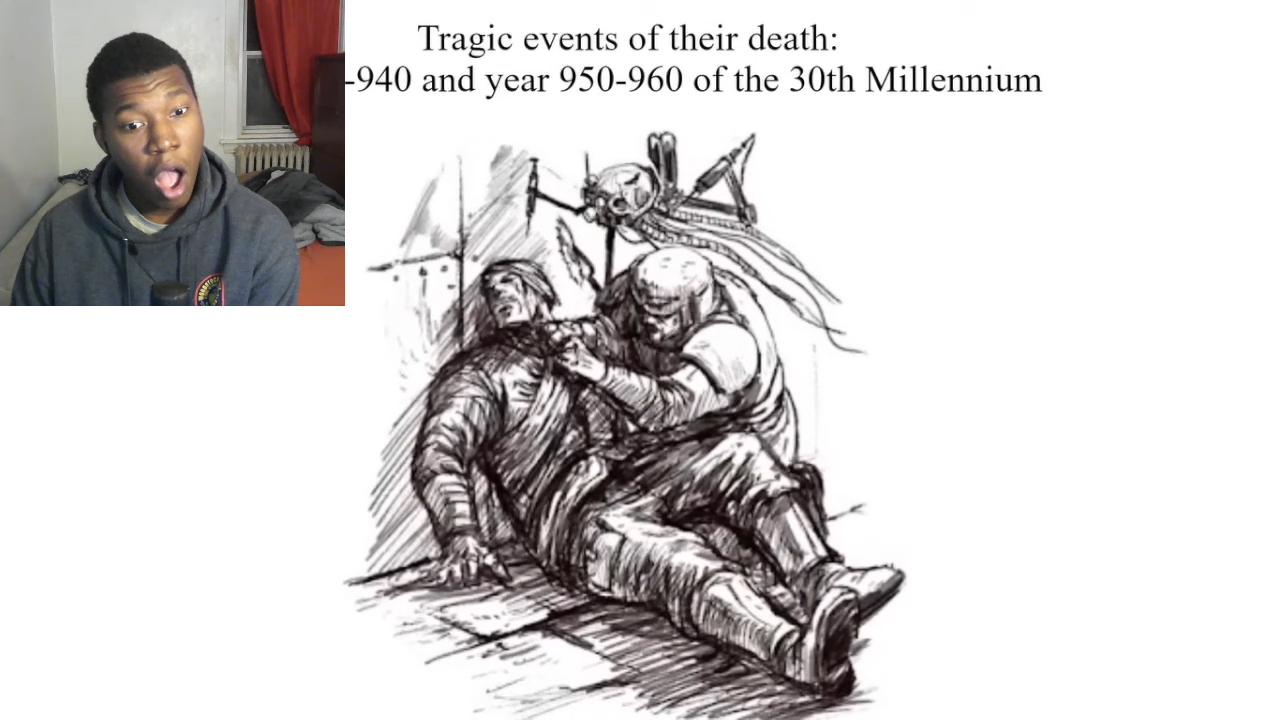 Tragic events of their death:
-940 and year 950-960 of the 30th Millennium